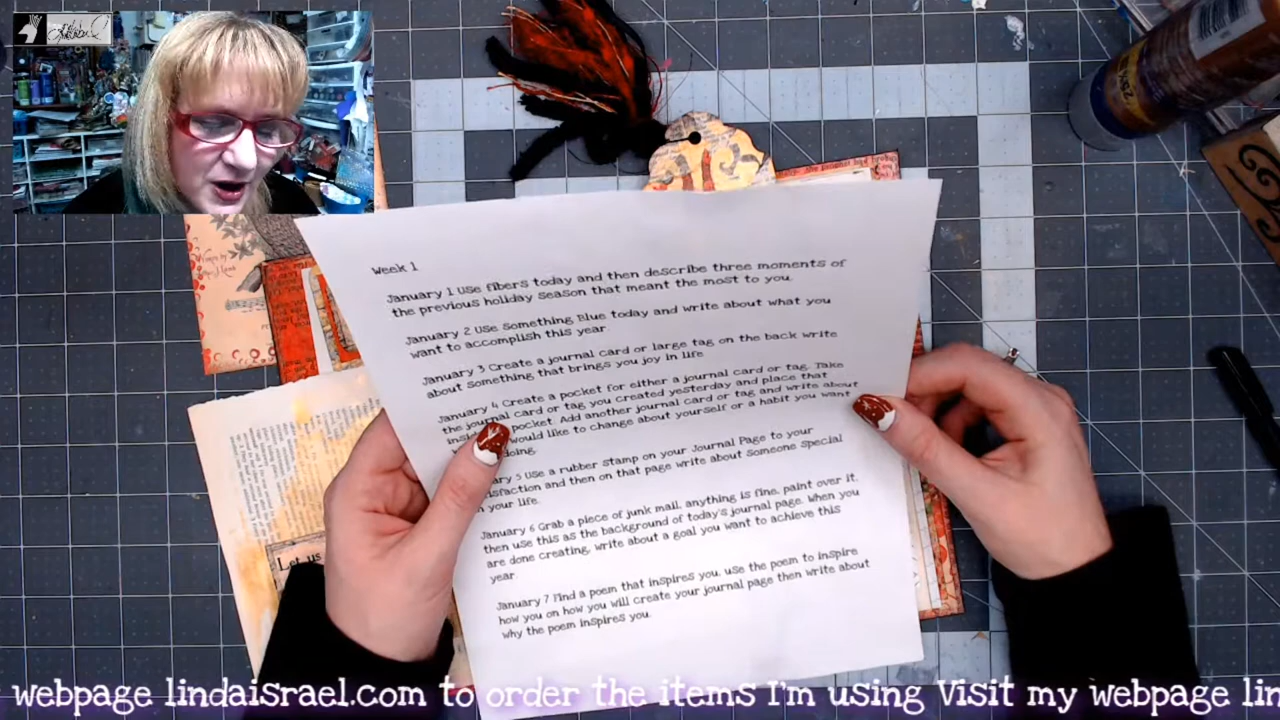 Week 1
January 1 Use fibers today and then describe three moments of
the previous holiday season that meant the most to you.
January 2 Use Something Blue today and write about what you
want to accomplish this year.
January 3 Create a journal card or large tag on the back write
about Something that brings you joy in life
January 4 Create a pocket for either a journal card or tag. Take
the journal card or tag you created yesterday and place that
pocket. Add another journal card or tag and write about
would like to change about yourself or a habit you want
doing.
5 Use a rubber stamp on your Journal Page to your
and then on that page write about someone special
your life.
January 6 Grab a piece of junk mail, anything is fine, paint over it,
then use this as the background of today's journal page. When you
are done creating, write about a goal you want to achieve this
year.
January 7 Find a poem that inspires you, use the poem to inspire
how you on how you will create your journal page then write about
why the poem inspires you.
Let us
webpage lindaisrael.com to order the items I'm using Visit my webpage lin